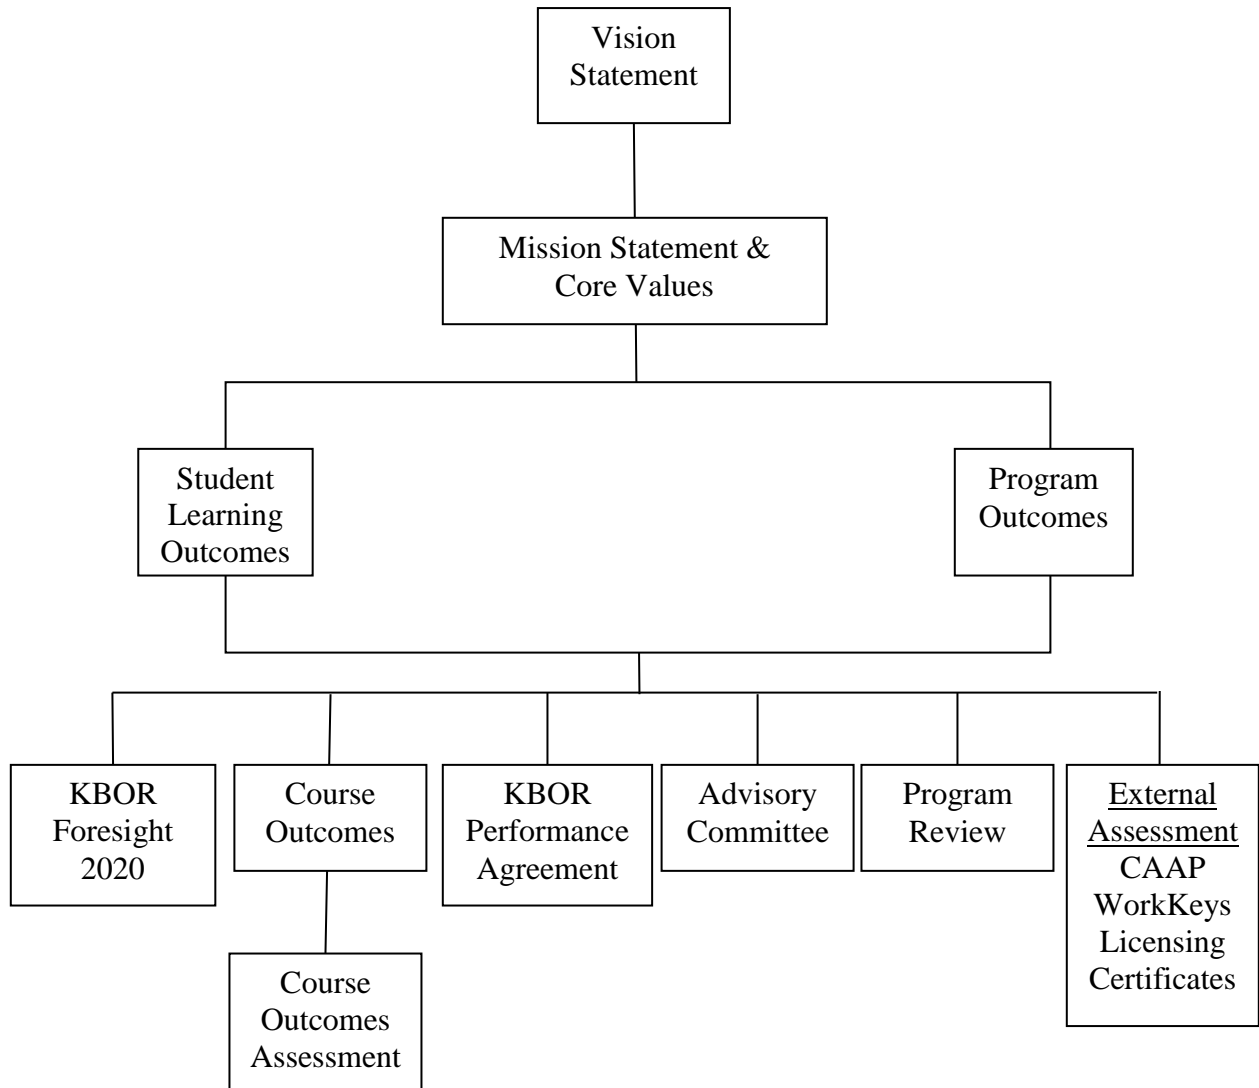 Vision
Statement
Mission Statement &
Core Values
Student
Learning
Outcomes
Program
Outcomes
KBOR
Foresight
2020
Course
Outcomes
KBOR
Performance
Agreement
Advisory
Committee
Program
Review
External
Assessment
CAAP
WorkKeys
Licensing
Certificates
Course
Outcomes
Assessment